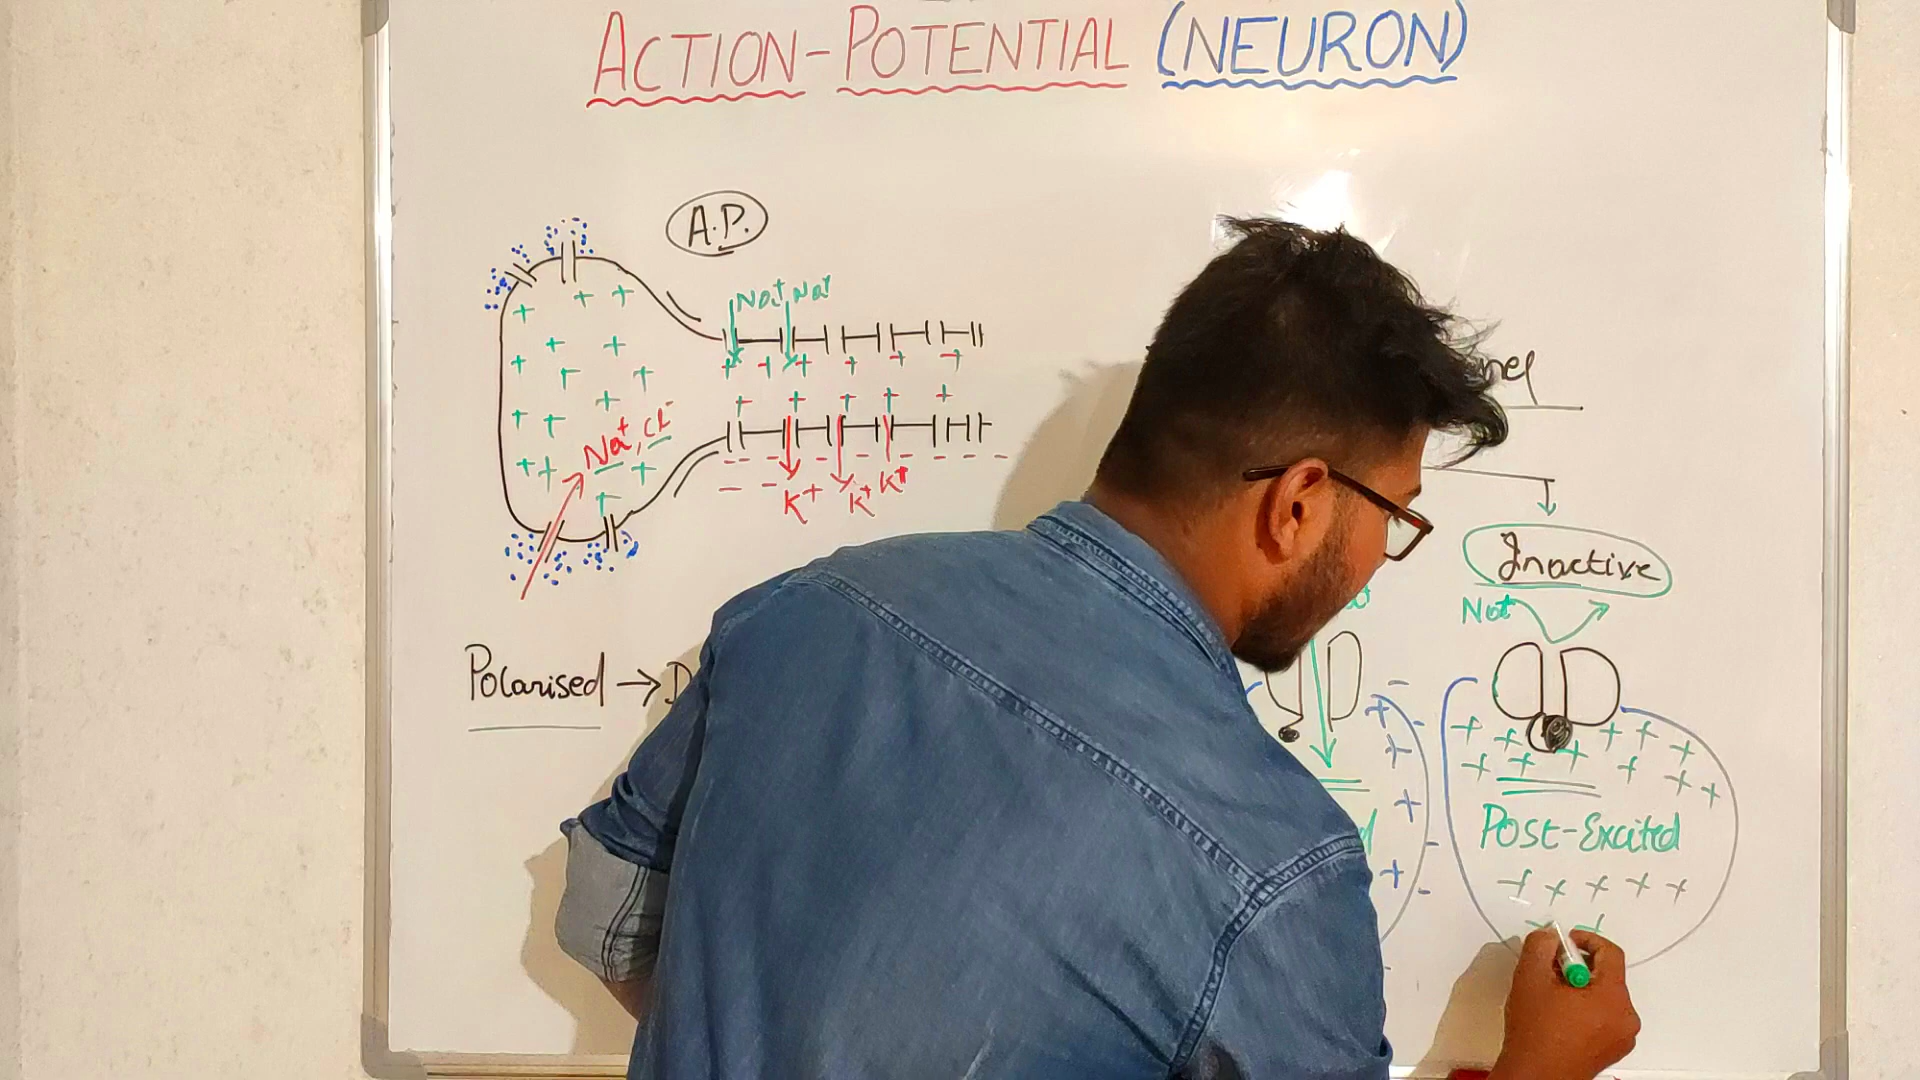 ACTION-POTENTIAL (NEURON)
A.P.
Na+ Na+
Na+, Cl-
K+ K+ K+
Polarised → D
Inactive
Na+
Post-Excited